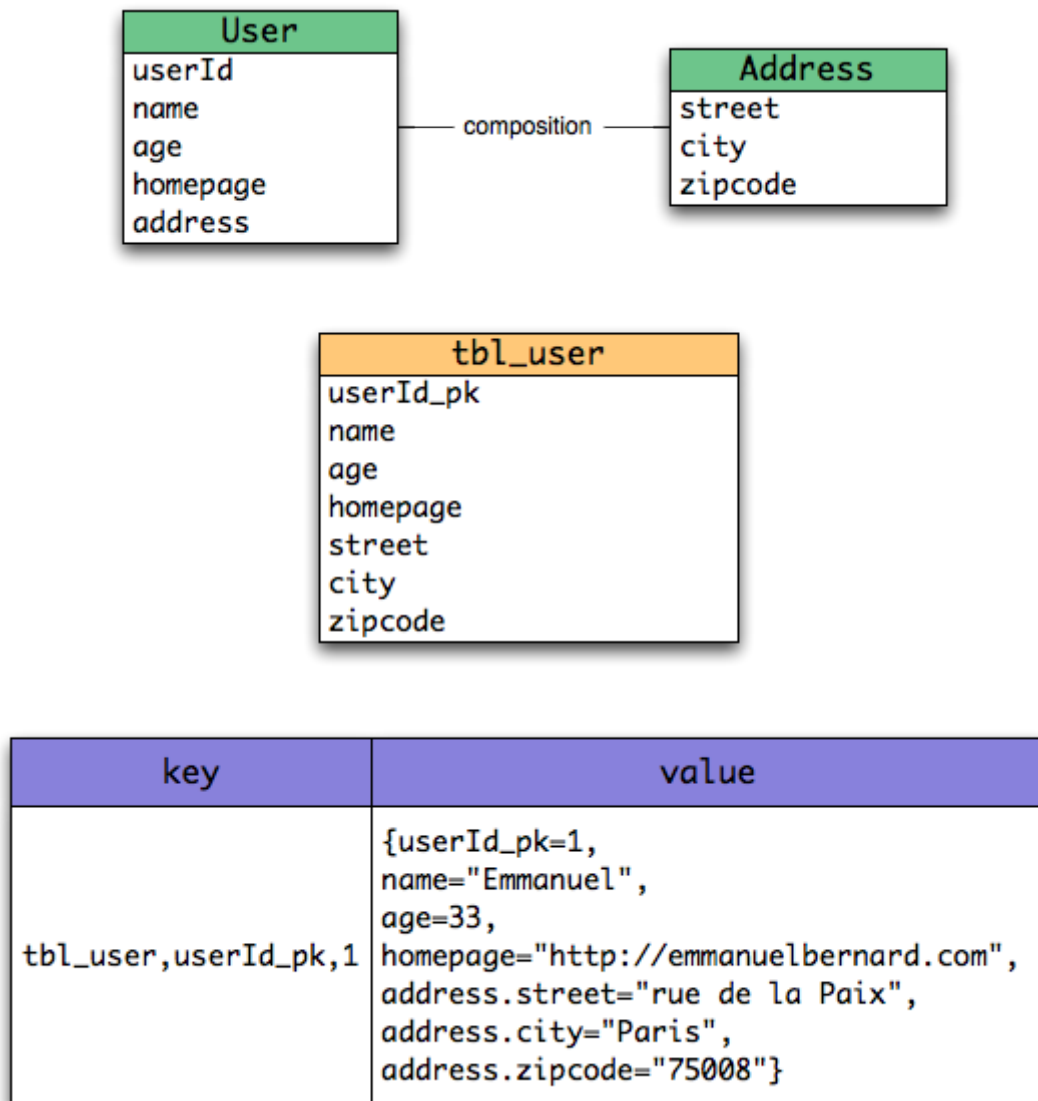 User
userId
name
age
homepage
address
composition
Address
street
city
zipcode
tbl_user
userId_pk
name
age
homepage
street
city
zipcode
key
value
tbl_user,userId_pk,1
{userId_pk=1,
name="Emmanuel",
age=33,
homepage="http://emmanuelbernard.com",
address.street="rue de la Paix",
address.city="Paris",
address.zipcode="75008"}